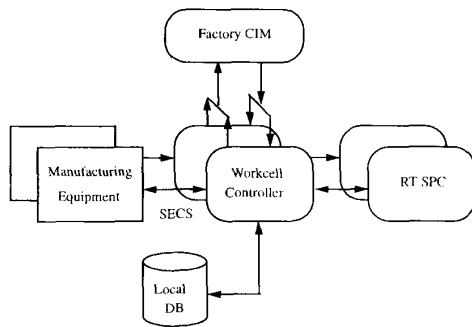 Factory CIM
Manufacturing
Equipment
Workcell
Controller
RT SPC
SECS
Local
DB